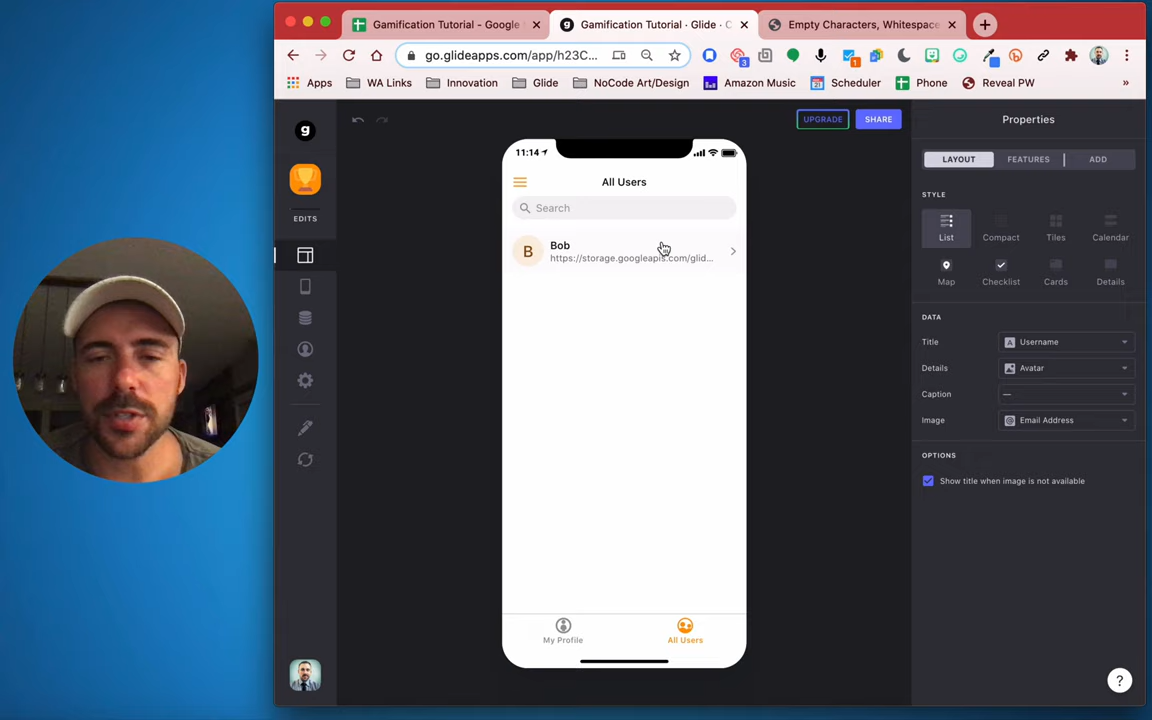 Gamification Tutorial - Google
Gamification Tutorial · Glide · C
Empty Characters, Whitespace
go.glideapps.com/app/h23C...
3
1
Apps
WA Links
Innovation
Glide
NoCode Art/Design
Amazon Music
Scheduler
Phone
Reveal PW
»
g
EDITS
UPGRADE
SHARE
11:14
All Users
Search
B
Bob
https://storage.googleapis.com/glid...
My Profile
All Users
Properties
LAYOUT
FEATURES
ADD
STYLE
List
Compact
Tiles
Calendar
Map
Checklist
Cards
Details
DATA
Title
Username
Details
Avatar
Caption
—
Image
Email Address
OPTIONS
Show title when image is not available
?